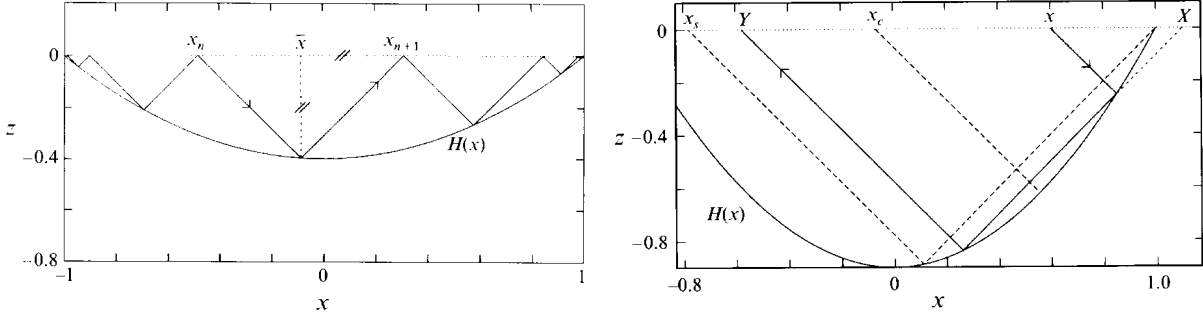 x_n x̄ x_{n+1}
0
z −0.4
H(x)
−0.8
−1 0 1
x
x_s Y x_c x X
0
−0.4
z
H(x)
−0.8
−0.8 0 1.0
x